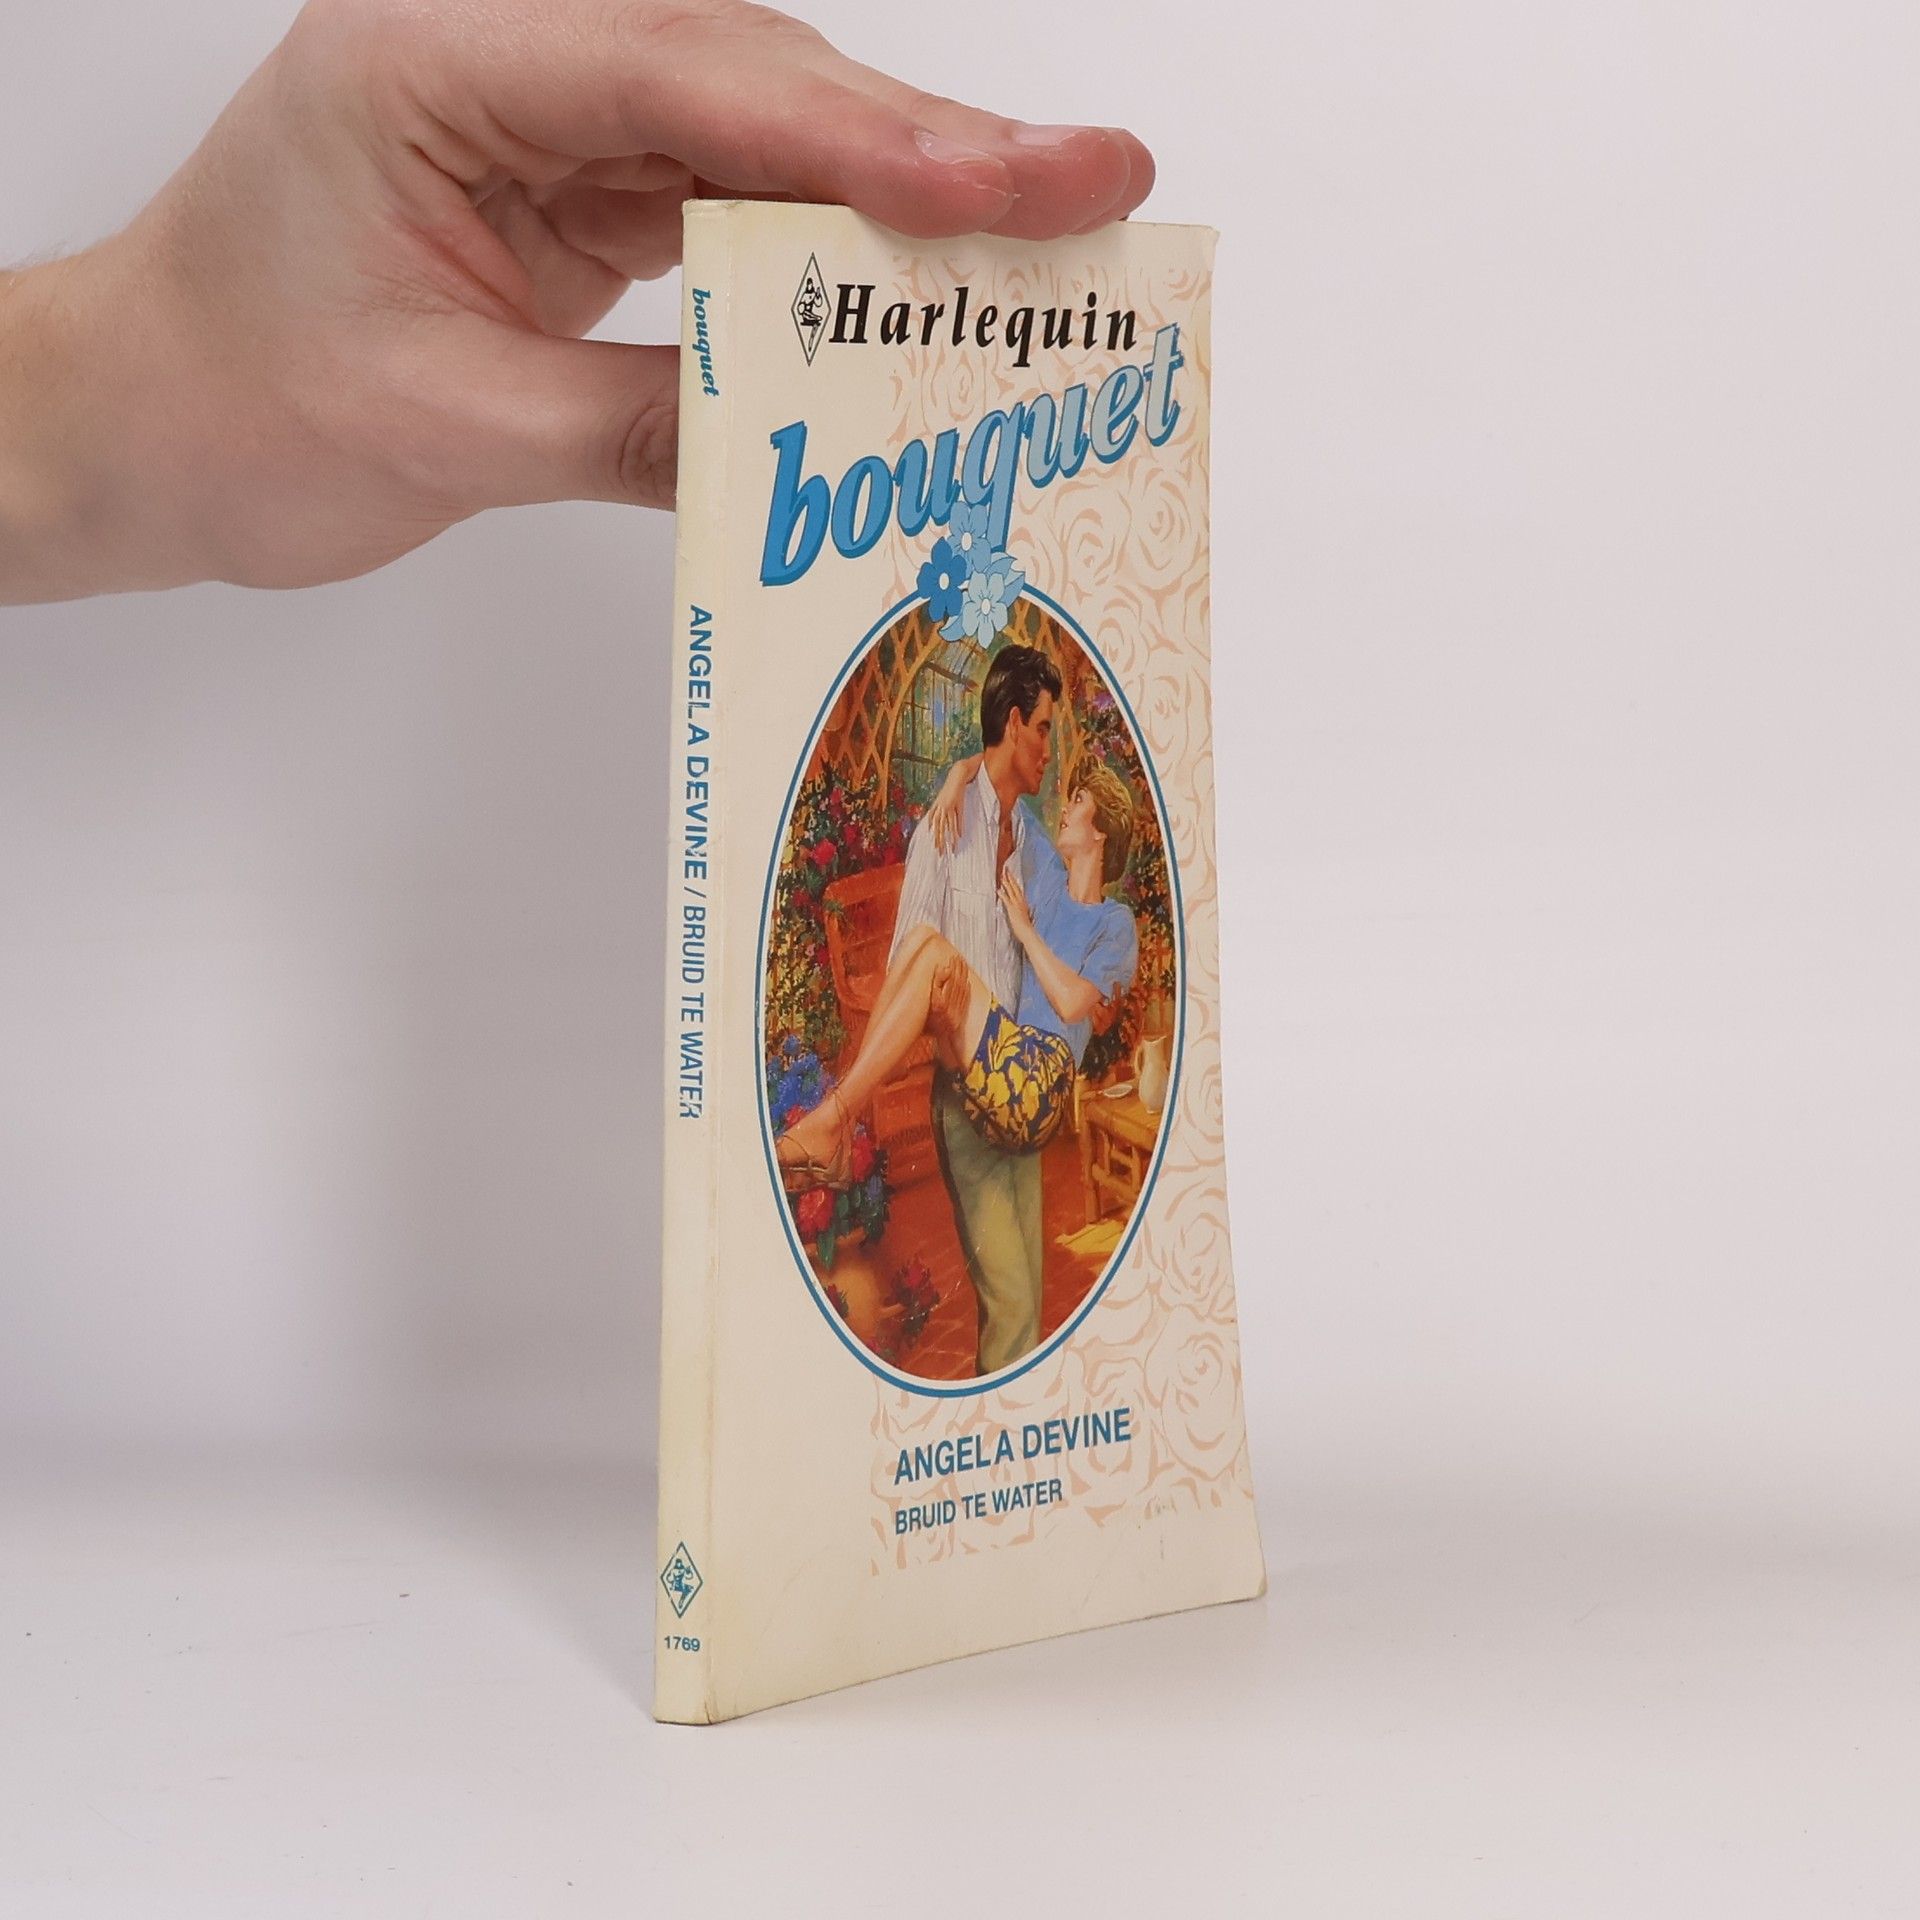 Harlequin
bouquet
ANGELA DEVINE
BRUID TE WATER
bouquet
ANGELA DEVINE / BRUID TE WATER
1769